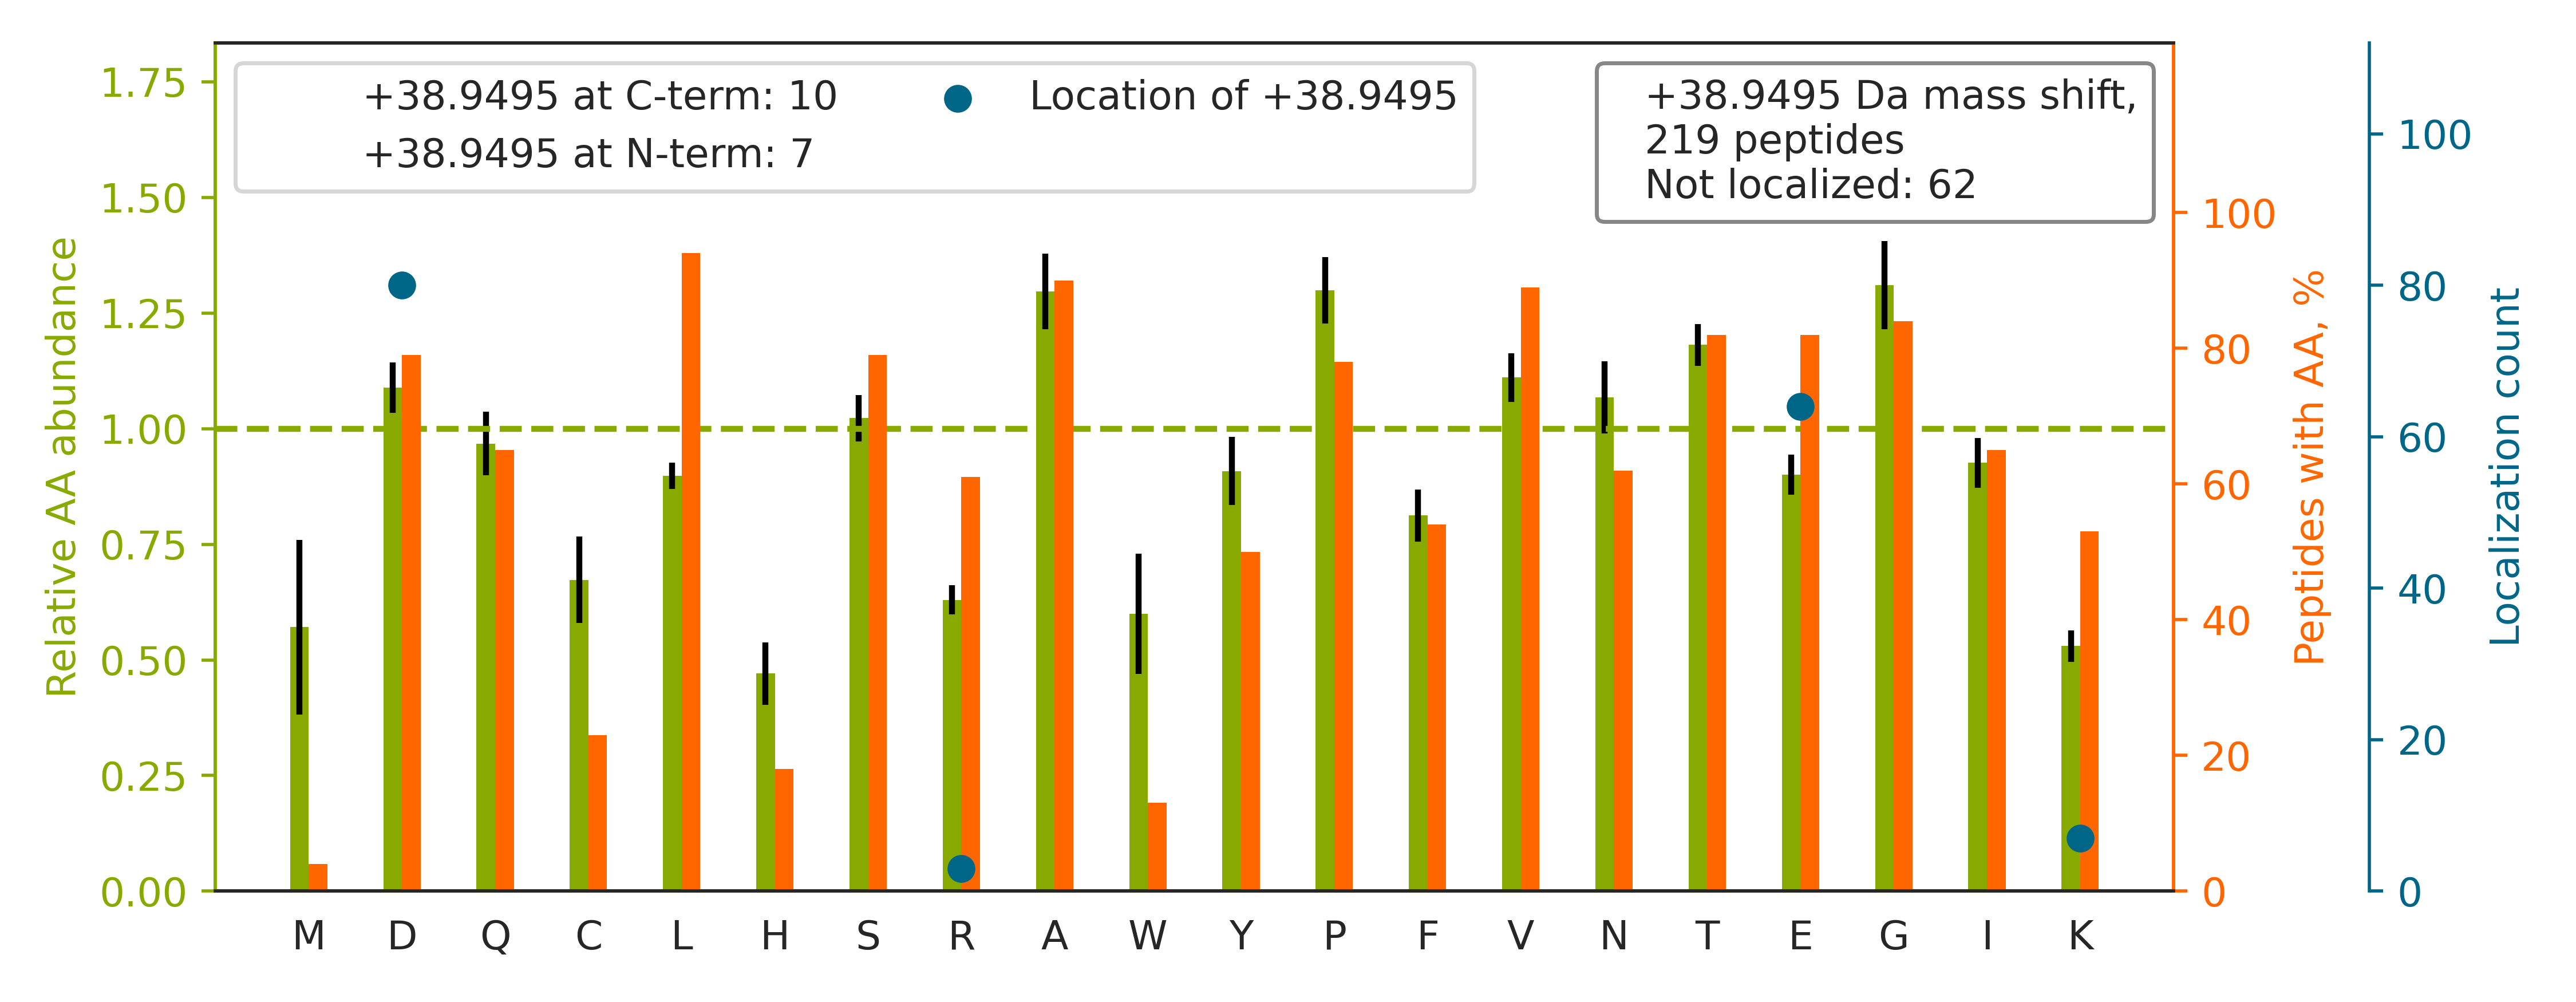 +38.9495 at C-term: 10
+38.9495 at N-term: 7
Location of +38.9495
+38.9495 Da mass shift,
219 peptides
Not localized: 62
Relative AA abundance
1.75
1.50
1.25
1.00
0.75
0.50
0.25
0.00
M D Q C L H S R A W Y P F V N T E G I K
100
80
60
40
20
0
Peptides with AA, %
100
80
60
40
20
0
Localization count